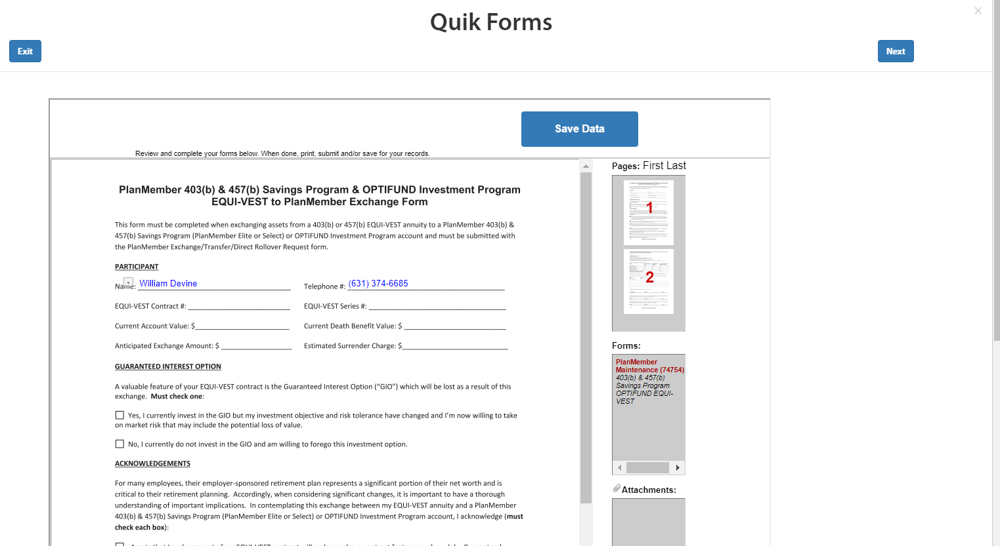 Quik Forms
×
Exit
Next
Save Data
Review and complete your forms below. When done, print, submit and/or save for your records.
PlanMember 403(b) & 457(b) Savings Program & OPTIFUND Investment Program
EQUI-VEST to PlanMember Exchange Form
This form must be completed when exchanging assets from a 403(b) or 457(b) EQUI-VEST annuity to a PlanMember 403(b) &
457(b) Savings Program (PlanMember Elite or Select) or OPTIFUND Investment Program account and must be submitted with
the PlanMember Exchange/Transfer/Direct Rollover Request form.
PARTICIPANT
Name: William Devine Telephone #: (631) 374-6685
EQUI-VEST Contract #: EQUI-VEST Series #:
Current Account Value: $ Current Death Benefit Value: $
Anticipated Exchange Amount: $ Estimated Surrender Charge: $
GUARANTEED INTEREST OPTION
A valuable feature of your EQUI-VEST contract is the Guaranteed Interest Option (“GIO”) which will be lost as a result of this
exchange. Must check one:
Yes, I currently invest in the GIO but my investment objective and risk tolerance have changed and I’m now willing to take
on market risk that may include the potential loss of value.
No, I currently do not invest in the GIO and am willing to forego this investment option.
ACKNOWLEDGEMENTS
For many employees, their employer-sponsored retirement plan represents a significant portion of their net worth and is
critical to their retirement planning. Accordingly, when considering significant changes, it is important to have a thorough
understanding of important implications. In contemplating this exchange between my EQUI-VEST annuity and a PlanMember
403(b) & 457(b) Savings Program (PlanMember Elite or Select) or OPTIFUND Investment Program account, I acknowledge (must
check each box):
Pages: First Last
1
2
Forms:
PlanMember
Maintenance (74754)
403(b) & 457(b)
Savings Program
OPTIFUND EQUI-
VEST
Attachments: